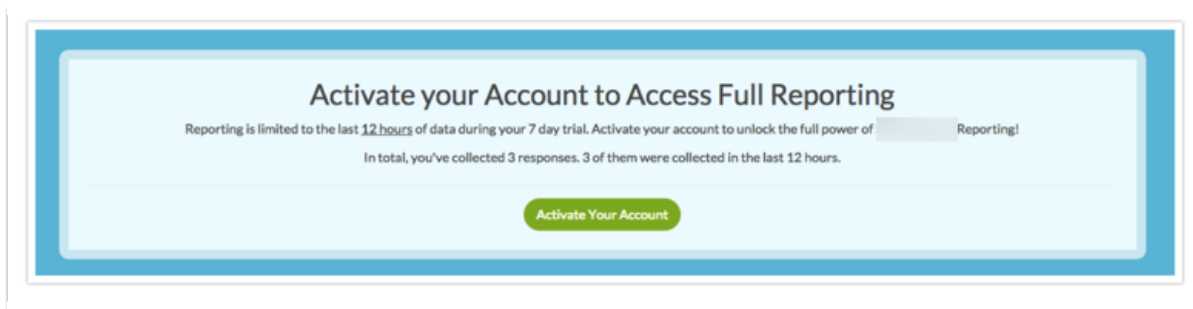 Activate your Account to Access Full Reporting
Reporting is limited to the last 12 hours of data during your 7 day trial. Activate your account to unlock the full power of Reporting!
In total, you've collected 3 responses. 3 of them were collected in the last 12 hours.
Activate Your Account